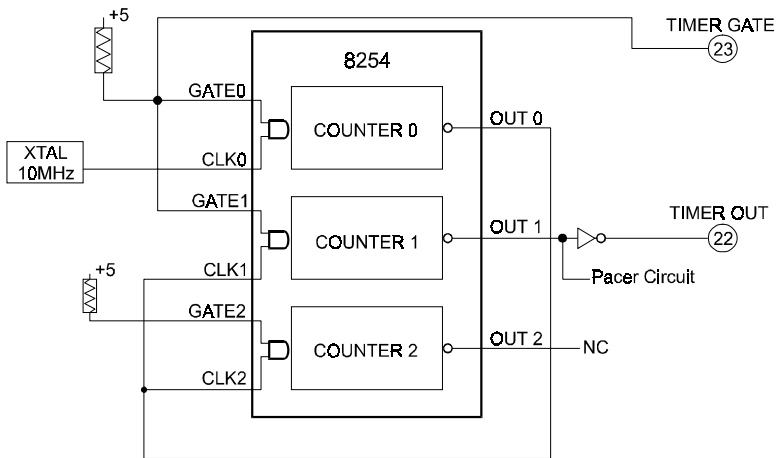 +5
TIMER GATE
23
8254
GATE0
COUNTER 0
OUT 0
XTAL
10MHz
CLK0
GATE1
COUNTER 1
OUT 1
TIMER OUT
22
CLK1
+5
Pacer Circuit
GATE2
COUNTER 2
OUT 2
NC
CLK2